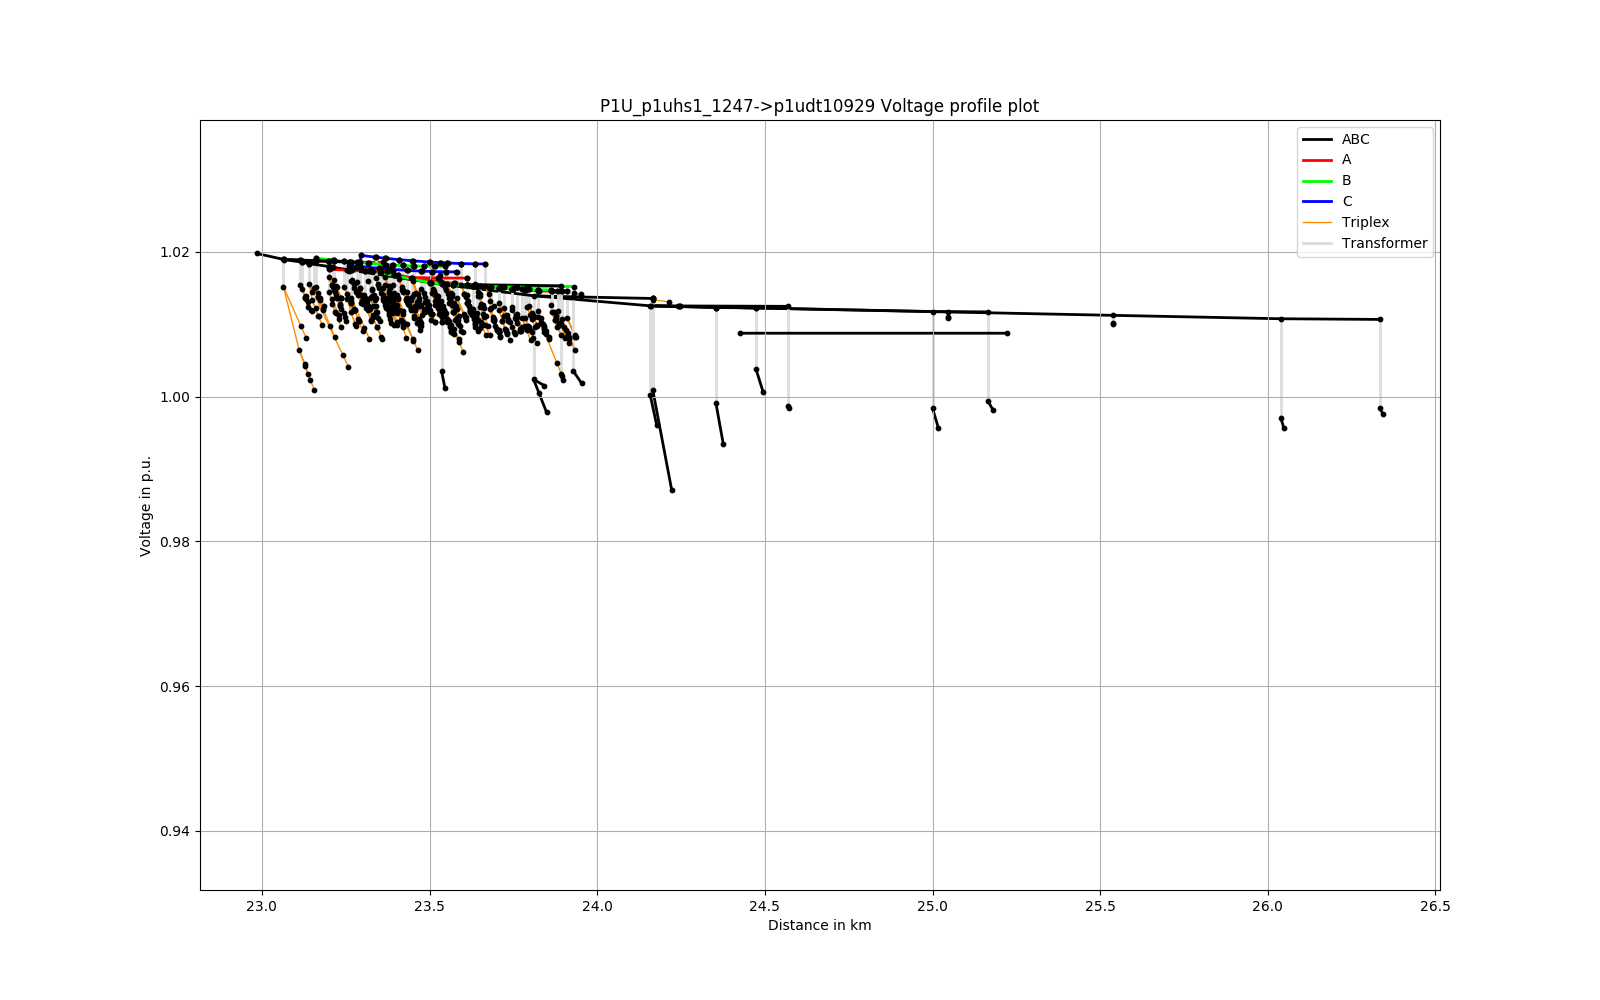 P1U_p1uhs1_1247->p1udt10929 Voltage profile plot
ABC
A
B
C
Triplex
Transformer
1.02
1.00
0.98
0.96
0.94
Voltage in p.u.
23.0 23.5 24.0 24.5 25.0 25.5 26.0 26.5
Distance in km